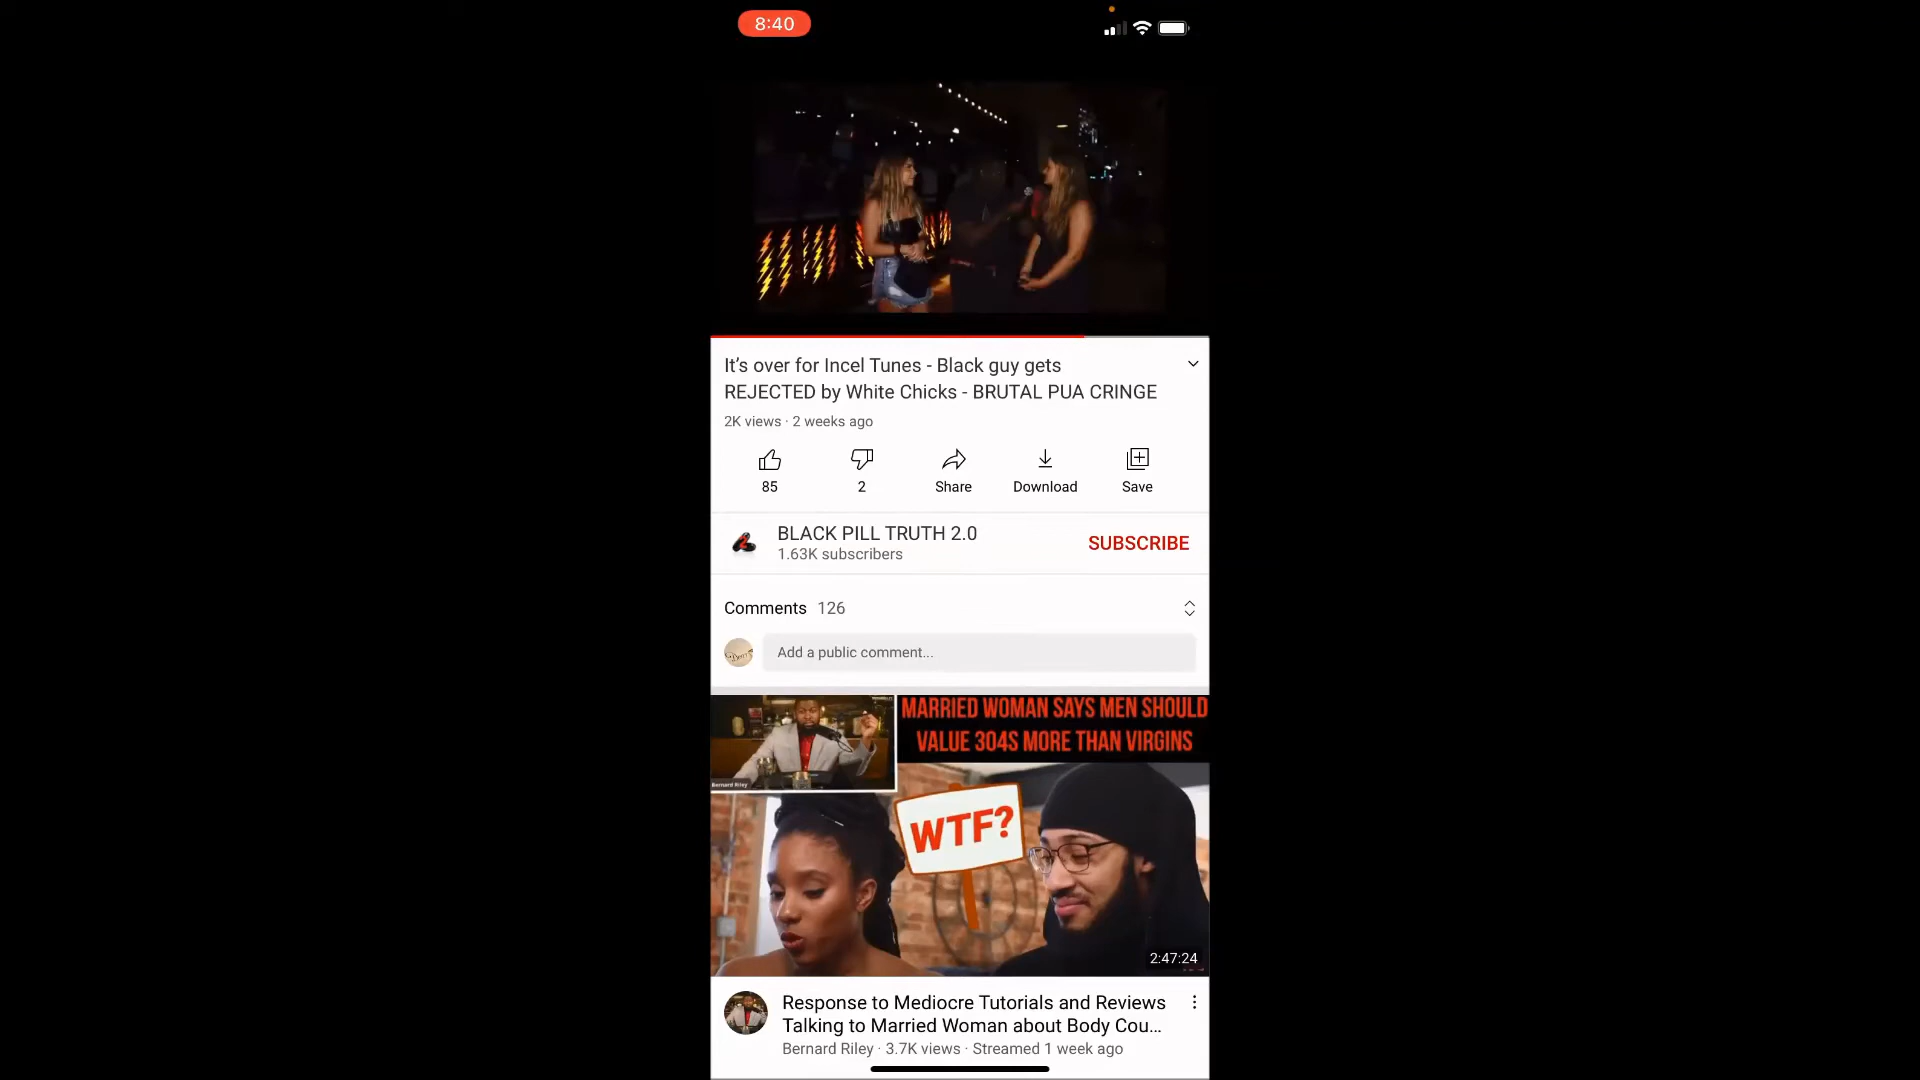 8:40
It's over for Incel Tunes - Black guy gets
REJECTED by White Chicks - BRUTAL PUA CRINGE
2K views · 2 weeks ago
85
2
Share
Download
Save
BLACK PILL TRUTH 2.0
1.63K subscribers
SUBSCRIBE
Comments 126
Add a public comment...
MARRIED WOMAN SAYS MEN SHOULD
VALUE 304S MORE THAN VIRGINS
Bernard Riley
WTF?
2:47:24
Response to Mediocre Tutorials and Reviews
Talking to Married Woman about Body Cou...
Bernard Riley · 3.7K views · Streamed 1 week ago